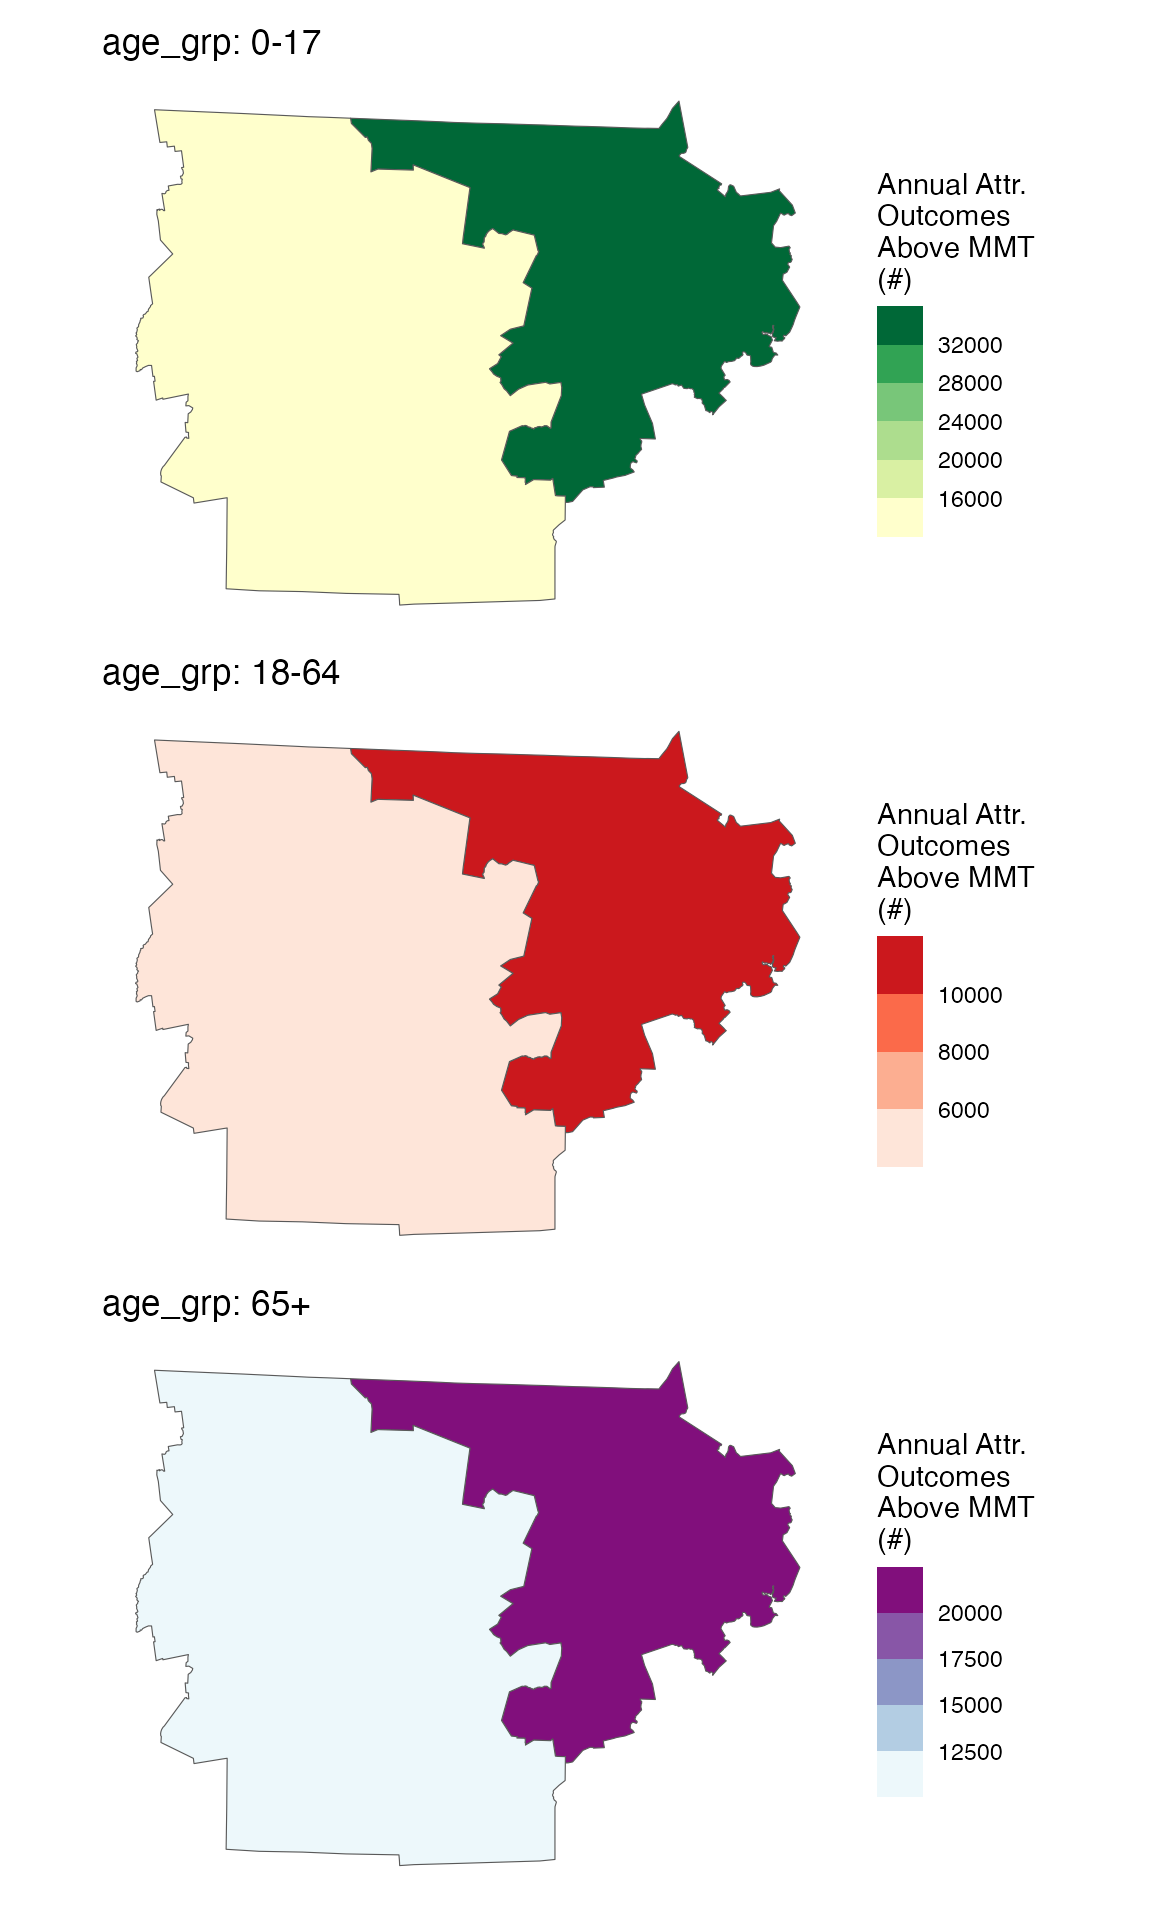 age_grp: 0-17
Annual Attr.
Outcomes
Above MMT
(#)
32000
28000
24000
20000
16000
age_grp: 18-64
Annual Attr.
Outcomes
Above MMT
(#)
10000
8000
6000
age_grp: 65+
Annual Attr.
Outcomes
Above MMT
(#)
20000
17500
15000
12500